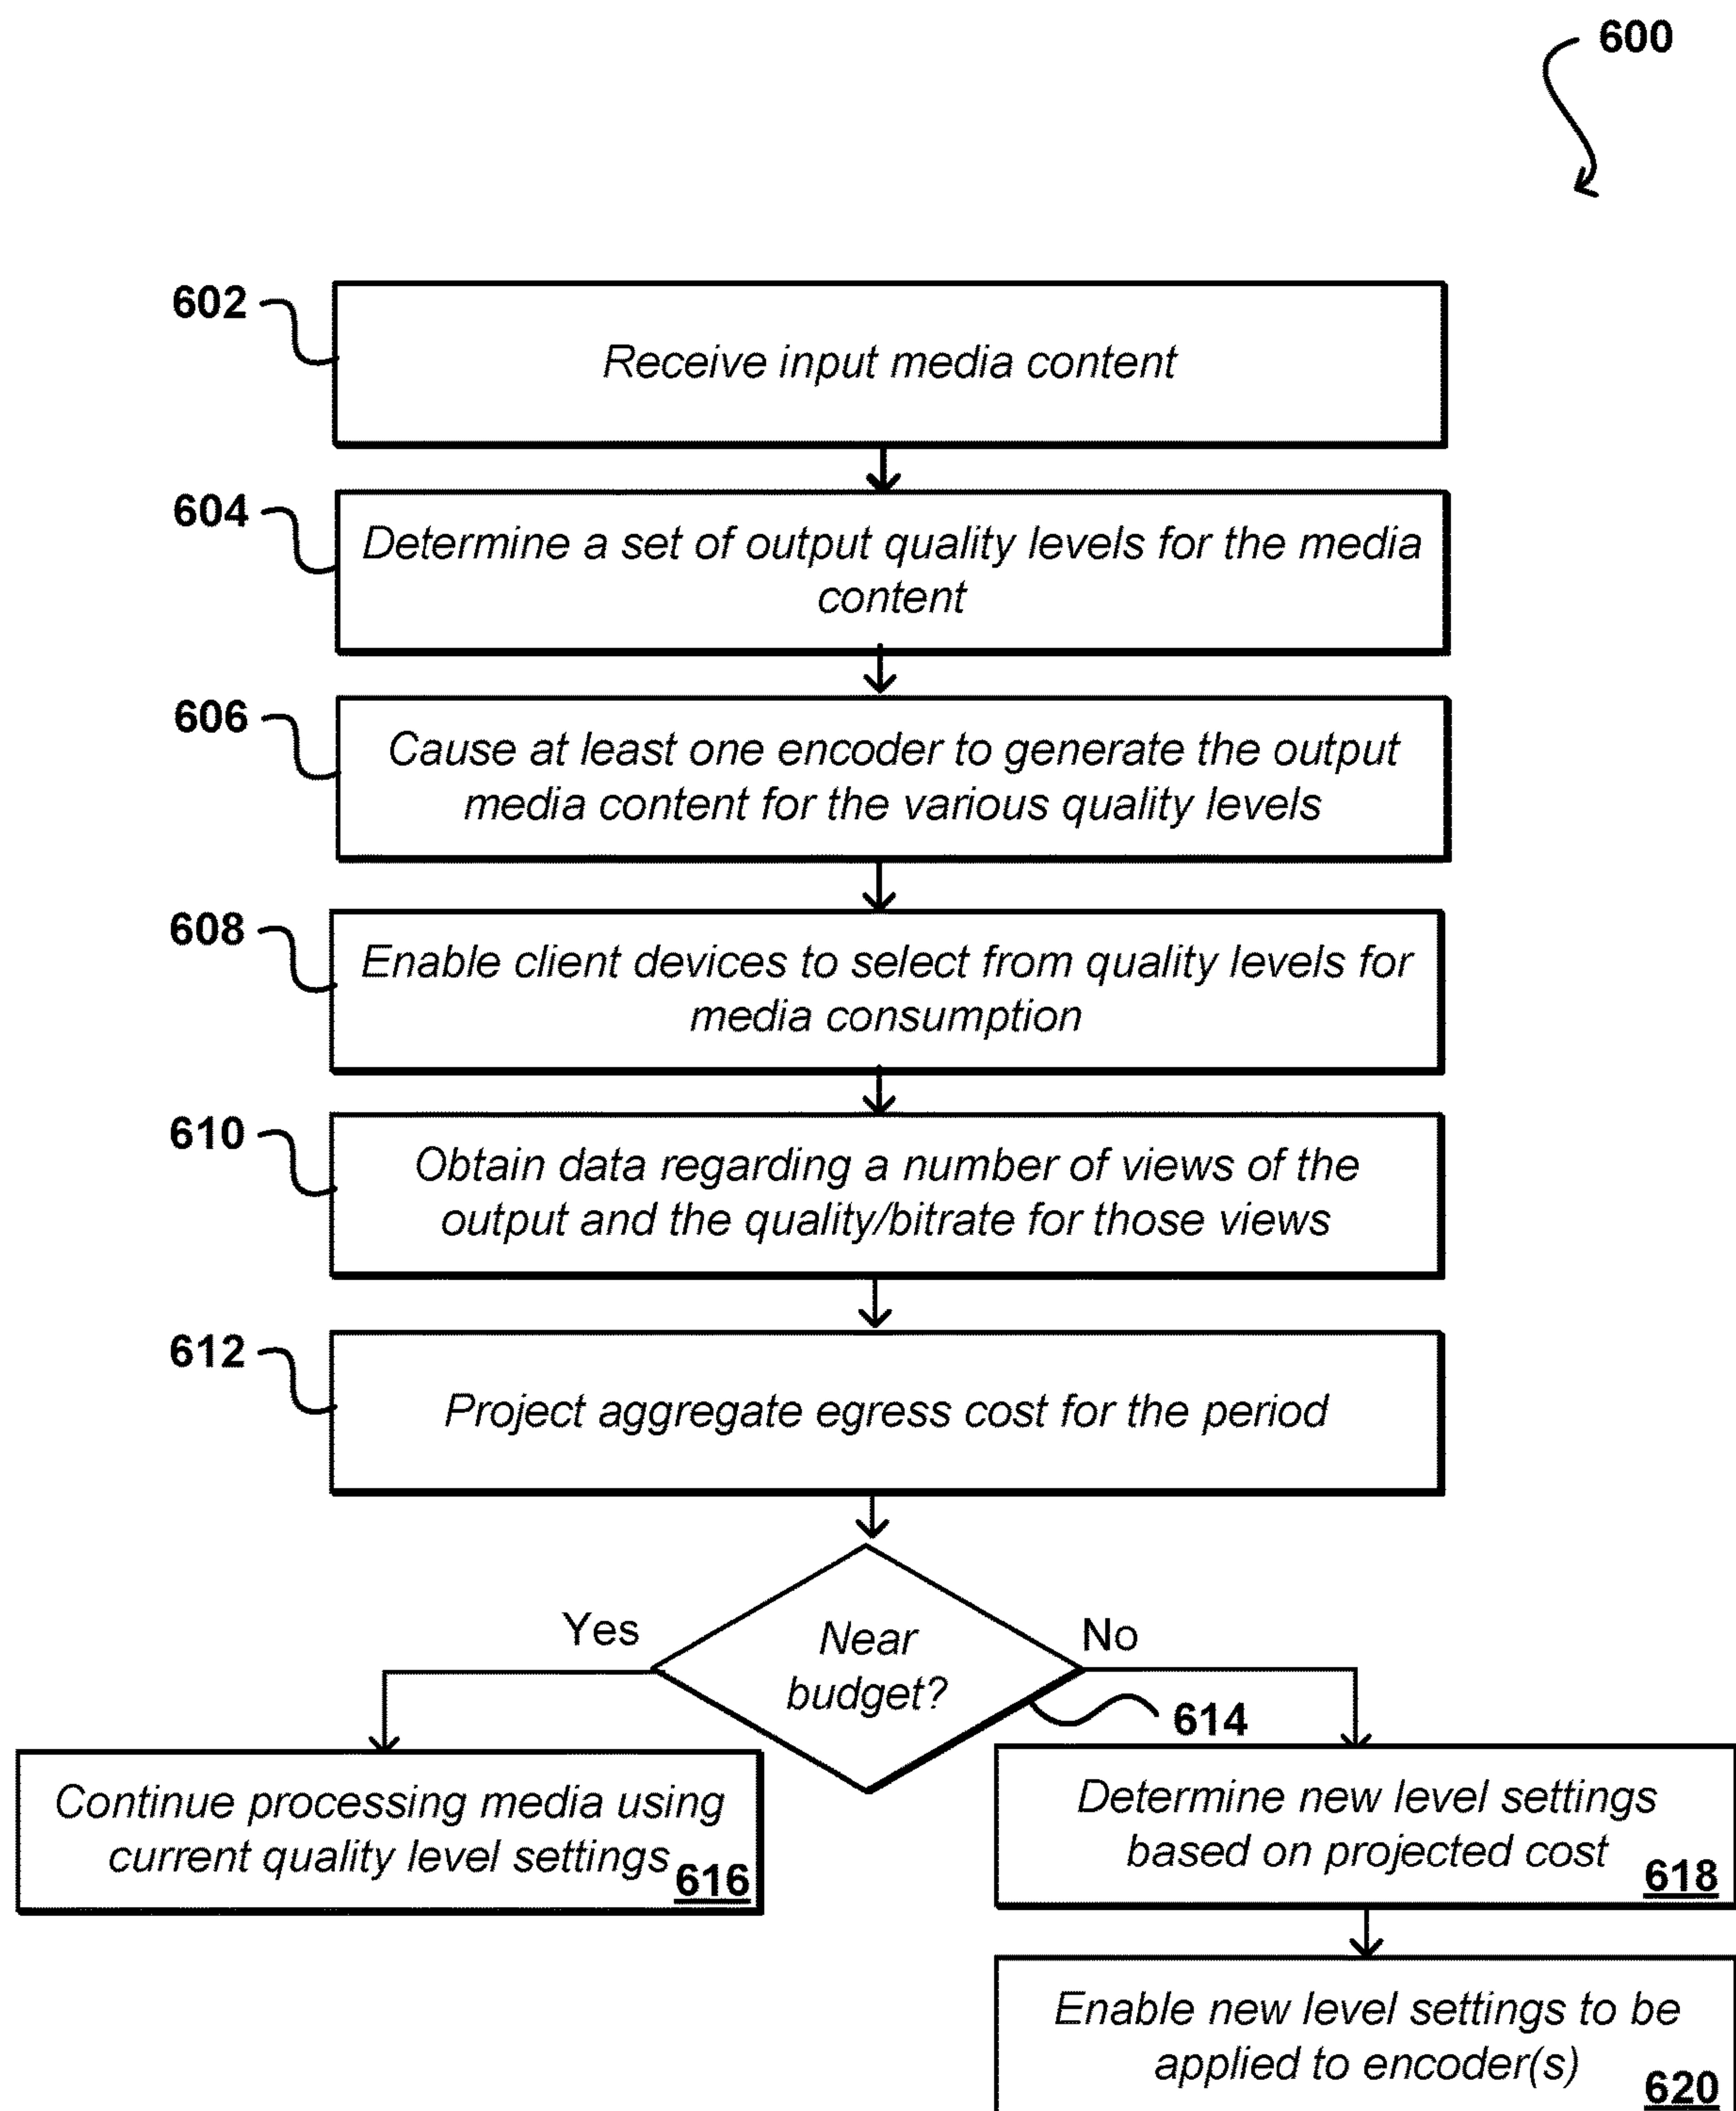 600
602
Receive input media content
604
Determine a set of output quality levels for the media
content
606
Cause at least one encoder to generate the output
media content for the various quality levels
608
Enable client devices to select from quality levels for
media consumption
610
Obtain data regarding a number of views of the
output and the quality/bitrate for those views
612
Project aggregate egress cost for the period
Near
budget?
Yes
No
614
Continue processing media using
current quality level settings
616
Determine new level settings
based on projected cost
618
Enable new level settings to be
applied to encoder(s)
620